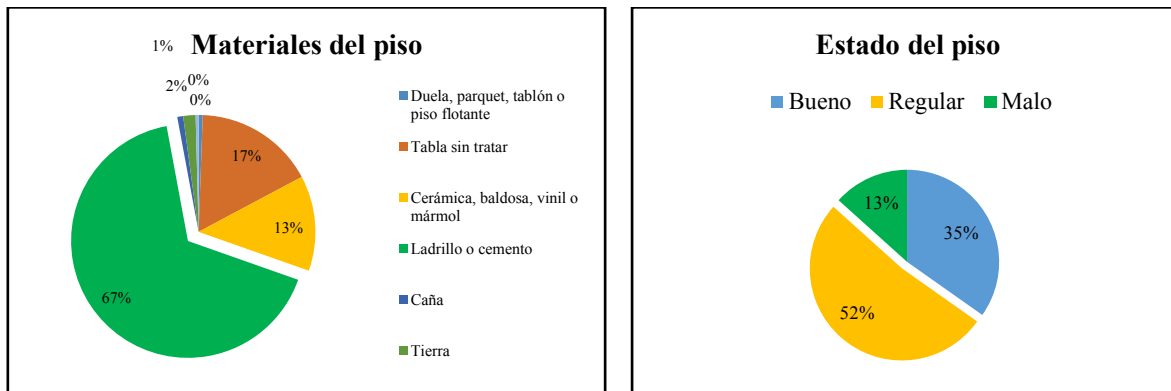 Materiales del piso
1%
0%
2%
0%
17%
13%
67%
Duela, parquet, tablón o
piso flotante
Tabla sin tratar
Cerámica, baldosa, vinil o
mármol
Ladrillo o cemento
Caña
Tierra
Estado del piso
Bueno Regular Malo
13%
35%
52%